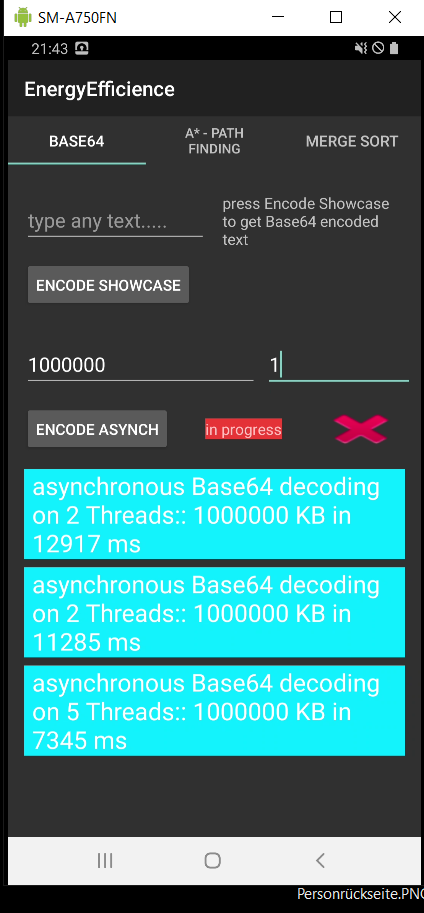 SM-A750FN
21:43
EnergyEfficience
BASE64
A* - PATH
FINDING
MERGE SORT
type any text.....
press Encode Showcase
to get Base64 encoded
text
ENCODE SHOWCASE
1000000
1
ENCODE ASYNCH
in progress
asynchronous Base64 decoding
on 2 Threads:: 1000000 KB in
12917 ms
asynchronous Base64 decoding
on 2 Threads:: 1000000 KB in
11285 ms
asynchronous Base64 decoding
on 5 Threads:: 1000000 KB in
7345 ms
Personrückseite.PNG